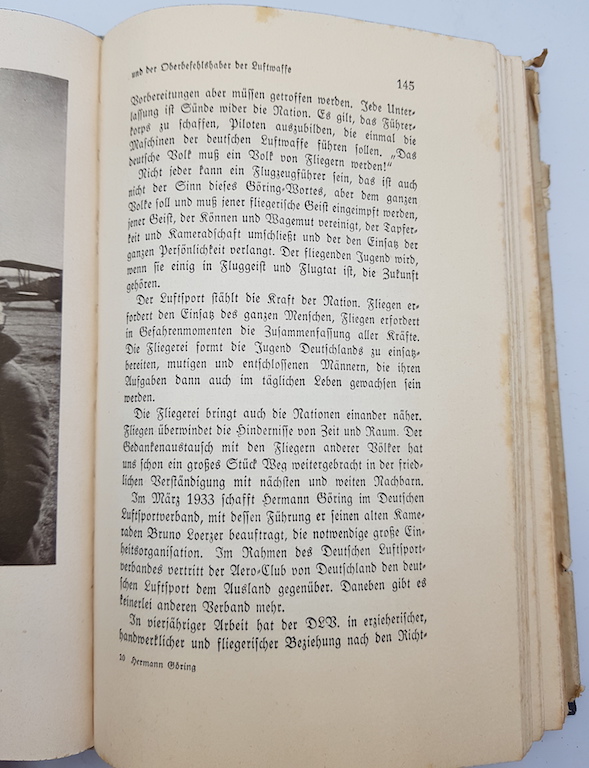 und der Oberbefehlshaber der Luftwaffe
145
Vorbereitungen aber müssen getroffen werden. Jede Unter-
lassung ist Sünde wider die Nation. Es gilt, das Führer-
korps zu schaffen, Piloten auszubilden, die einmal die
Maschinen der deutschen Luftwaffe führen sollen. „Das
deutsche Volk muß ein Volk von Fliegern werden!“
Nicht jeder kann ein Flugzeugführer sein, das ist auch
nicht der Sinn dieses Göring-Wortes, aber dem ganzen
Volke soll und muß jener fliegerische Geist eingeimpft werden,
jener Geist, der Können und Wagemut vereinigt, der Tapfer-
keit und Kameradschaft umschließt und der den Einsatz der
ganzen Persönlichkeit verlangt. Der fliegenden Jugend wird,
wenn sie einig in Fluggeist und Flugtat ist, die Zukunft
gehören.
Der Luftsport stählt die Kraft der Nation. Fliegen er-
fordert den Einsatz des ganzen Menschen, Fliegen erfordert
in Gefahrenmomenten die Zusammenfassung aller Kräfte.
Die Fliegerei formt die Jugend Deutschlands zu einsatz-
bereiten, mutigen und entschlossenen Männern, die ihren
Aufgaben dann auch im täglichen Leben gewachsen sein
werden.
Die Fliegerei bringt auch die Nationen einander näher.
Fliegen überwindet die Hindernisse von Zeit und Raum. Der
Gedankenaustausch mit den Fliegern anderer Völker hat
uns schon ein großes Stück Weg weitergebracht in der fried-
lichen Verständigung mit nächsten und weiten Nachbarn.
Im März 1933 schafft Hermann Göring im Deutschen
Luftsportverband, mit dessen Führung er seinen alten Kame-
raden Bruno Loerzer beauftragt, die notwendige große Ein-
heitsorganisation. Im Rahmen des Deutschen Luftsport-
verbandes vertritt der Aero-Club von Deutschland den deut-
schen Luftsport dem Ausland gegenüber. Daneben gibt es
keinerlei anderen Verband mehr.
In vierjähriger Arbeit hat der DLV. in erzieherischer,
handwerklicher und fliegerischer Beziehung nach den Richt-
10 Hermann Göring